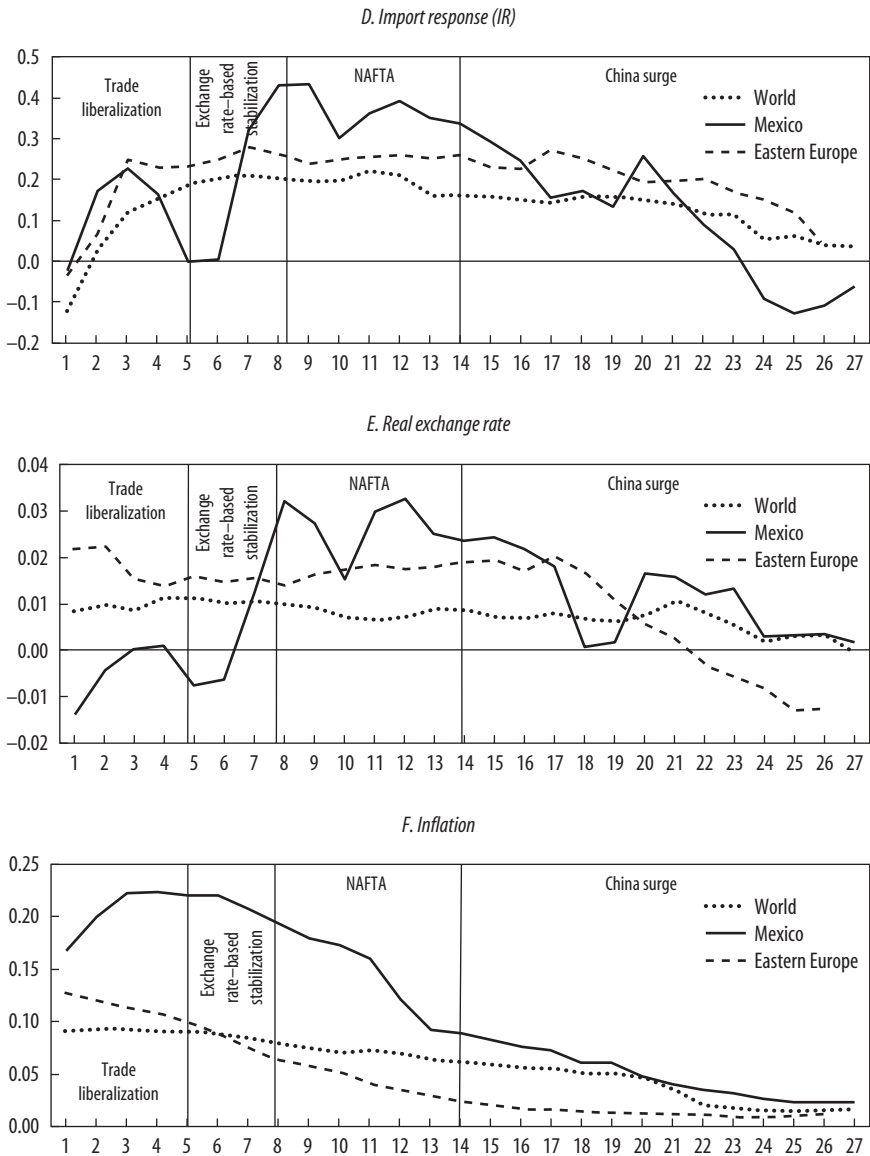 D. Import response (IR)
0.5
0.4
0.3
0.2
0.1
0.0
−0.1
−0.2
Trade
liberalization
Exchange
rate–based
stabilization
NAFTA
China surge
World
Mexico
Eastern Europe
1 2 3 4 5 6 7 8 9 10 11 12 13 14 15 16 17 18 19 20 21 22 23 24 25 26 27
E. Real exchange rate
0.04
0.03
0.02
0.01
0.00
−0.01
−0.02
Trade
liberalization
Exchange
rate–based
stabilization
NAFTA
China surge
World
Mexico
Eastern Europe
1 2 3 4 5 6 7 8 9 10 11 12 13 14 15 16 17 18 19 20 21 22 23 24 25 26 27
F. Inflation
0.25
0.20
0.15
0.10
0.05
0.00
Trade
liberalization
Exchange
rate–based
stabilization
NAFTA
China surge
World
Mexico
Eastern Europe
1 2 3 4 5 6 7 8 9 10 11 12 13 14 15 16 17 18 19 20 21 22 23 24 25 26 27